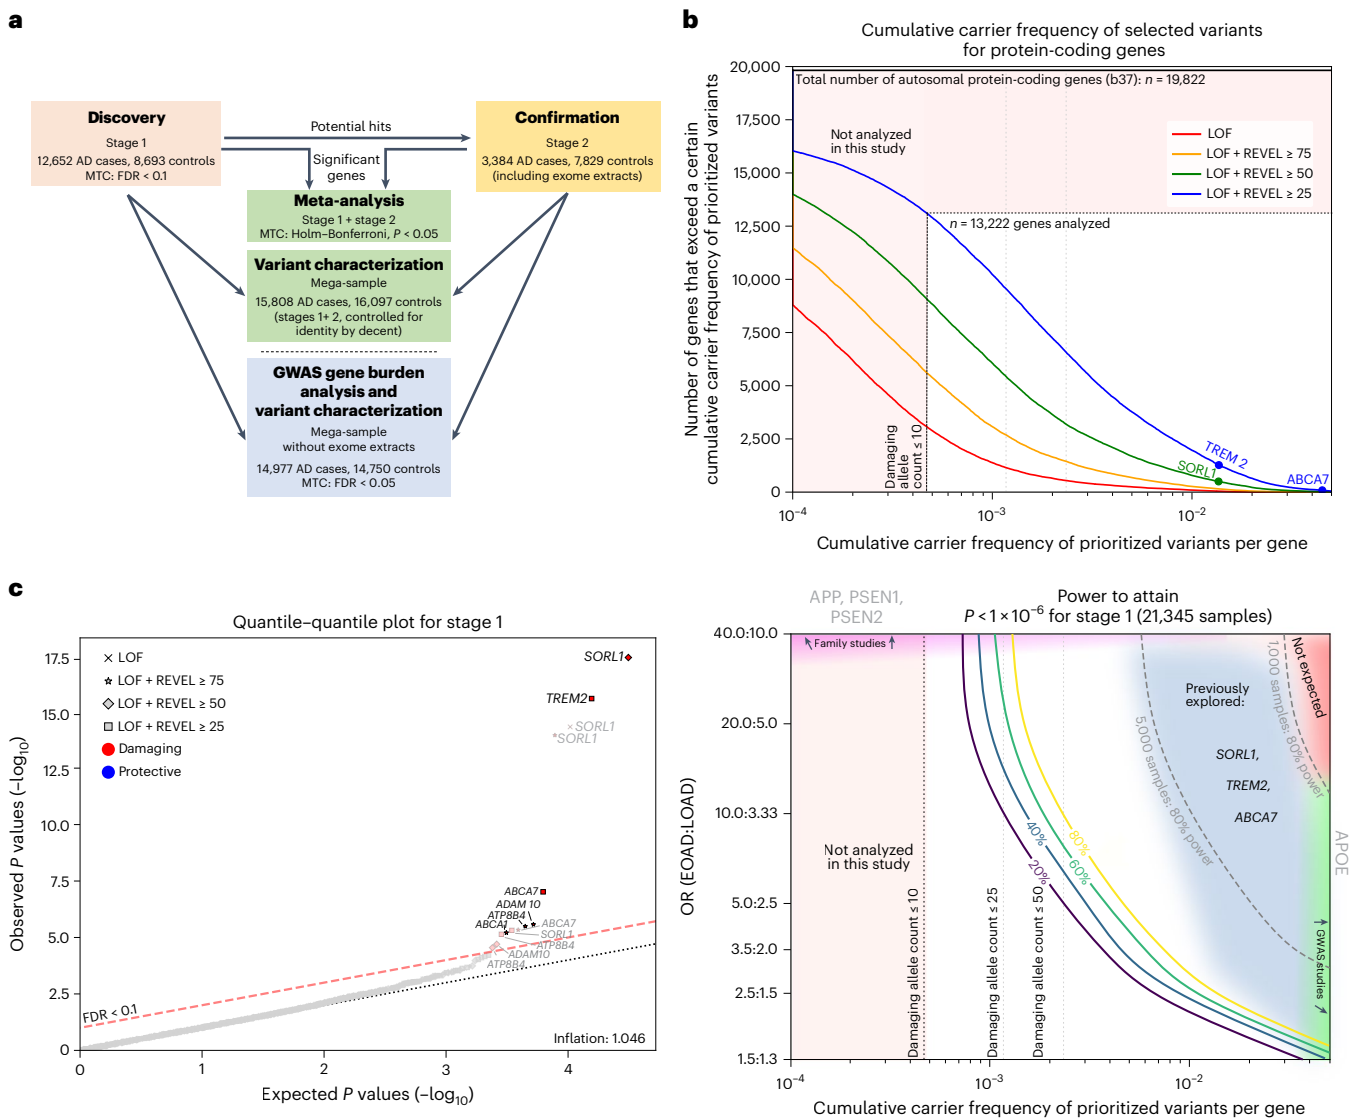 a
Discovery
Stage 1
12,652 AD cases, 8,693 controls
MTC: FDR < 0.1
Potential hits
Significant
genes
Confirmation
Stage 2
3,384 AD cases, 7,829 controls
(including exome extracts)
Meta-analysis
Stage 1 + stage 2
MTC: Holm–Bonferroni, P < 0.05
Variant characterization
Mega-sample
15,808 AD cases, 16,097 controls
(stages 1+ 2, controlled for
identity by decent)
GWAS gene burden
analysis and
variant characterization
Mega-sample
without exome extracts
14,977 AD cases, 14,750 controls
MTC: FDR < 0.05
b
Cumulative carrier frequency of selected variants
for protein-coding genes
Number of genes that exceed a certain
cumulative carrier frequency of prioritized variants
20,000
17,500
15,000
12,500
10,000
7,500
5,000
2,500
0
Total number of autosomal protein-coding genes (b37): n = 19,822
Not analyzed
in this study
LOF
LOF + REVEL ≥ 75
LOF + REVEL ≥ 50
LOF + REVEL ≥ 25
n = 13,222 genes analyzed
Damaging
allele
count ≤ 10
TREM 2
SORL1
ABCA7
10⁻⁴
10⁻³
10⁻²
Cumulative carrier frequency of prioritized variants per gene
c
Quantile–quantile plot for stage 1
Observed P values (–log₁₀)
17.5
15.0
12.5
10.0
7.5
5.0
2.5
0
LOF
LOF + REVEL ≥ 75
LOF + REVEL ≥ 50
LOF + REVEL ≥ 25
Damaging
Protective
SORL1
TREM2
SORL1
SORL1
ABCA7
ADAM 10
ATP8B4
ABCA1
ABCA7
SORL1
ATP8B4
ADAM10
ATP8B4
FDR < 0.1
Inflation: 1.046
0
1
2
3
4
Expected P values (–log₁₀)
APP, PSEN1,
PSEN2
Power to attain
P < 1 × 10⁻⁶ for stage 1 (21,345 samples)
OR (EOAD:LOAD)
40.0:10.0
20.0:5.0
10.0:3.33
5.0:2.5
3.5:2.0
2.5:1.5
1.5:1.3
Family studies
Not analyzed
in this study
Damaging allele count ≤ 10
Damaging allele count ≤ 25
Damaging allele count ≤ 50
20%
40%
60%
80%
5,000 samples: 80% power
1,000 samples: 80% power
Previously
explored:
SORL1,
TREM2,
ABCA7
Not expected
GWAS studies
APOE
10⁻⁴
10⁻³
10⁻²
Cumulative carrier frequency of prioritized variants per gene